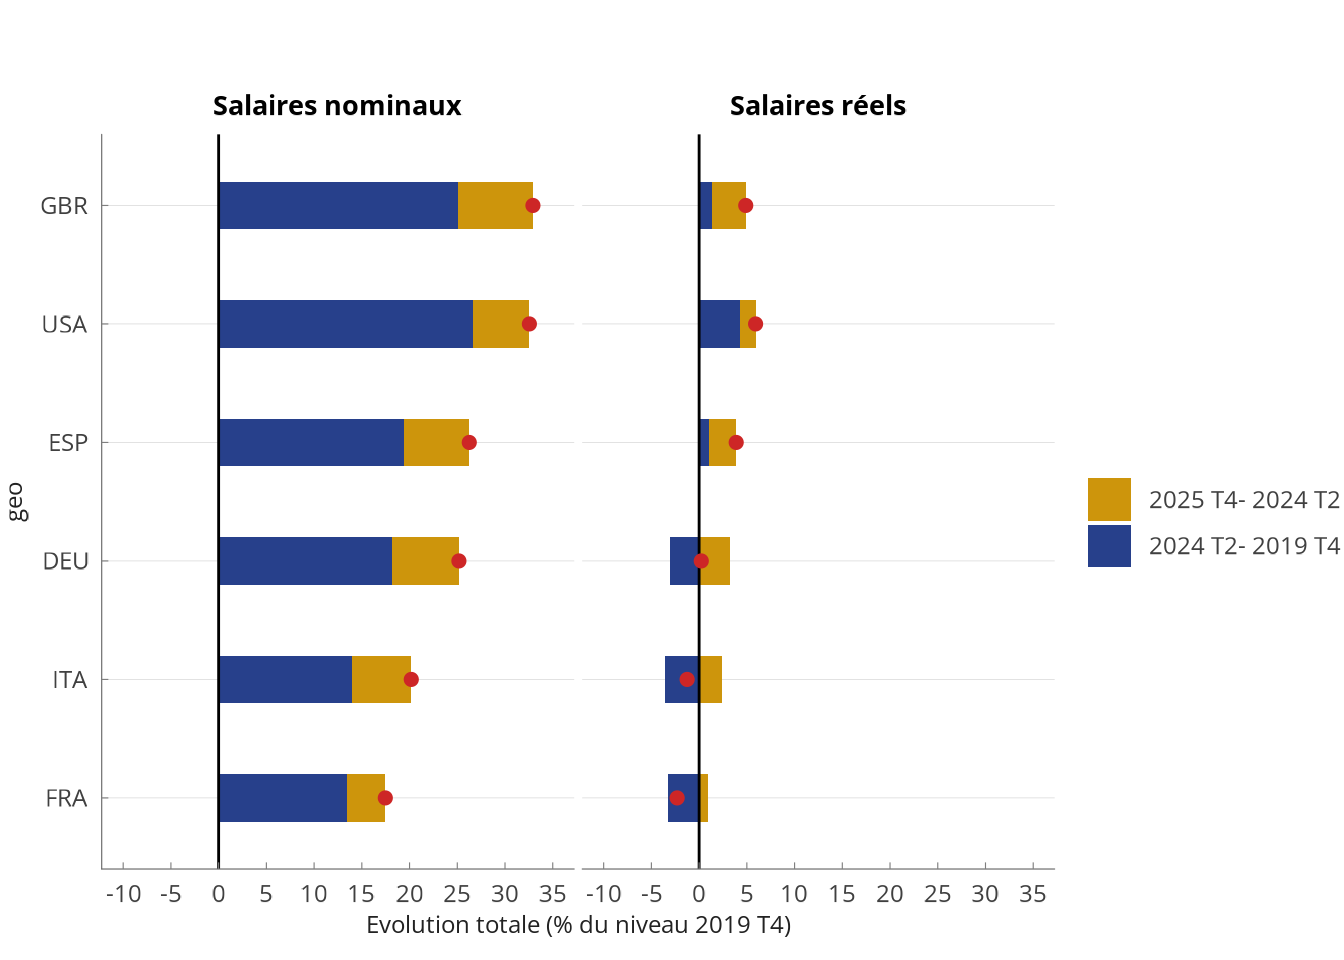 Salaires nominaux
Salaires réels
GBR
USA
ESP
DEU
ITA
FRA
geo
2025 T4- 2024 T2
2024 T2- 2019 T4
-10 -5 0 5 10 15 20 25 30 35
-10 -5 0 5 10 15 20 25 30 35
Evolution totale (% du niveau 2019 T4)